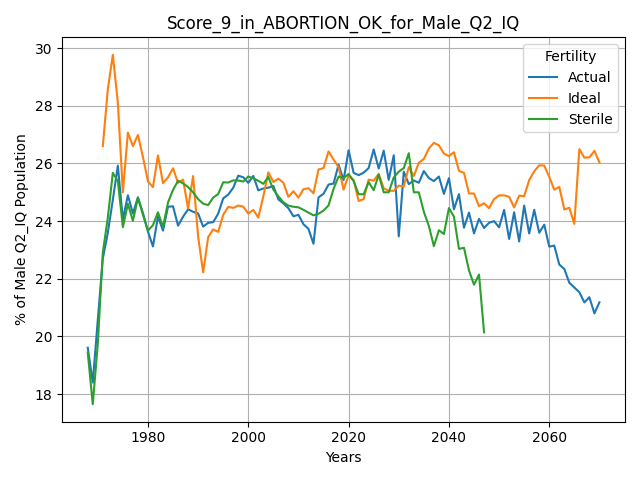 Score_9_in_ABORTION_OK_for_Male_Q2_IQ
% of Male Q2_IQ Population
30
28
26
24
22
20
18
Fertility
Actual
Ideal
Sterile
1980
2000
2020
2040
2060
Years